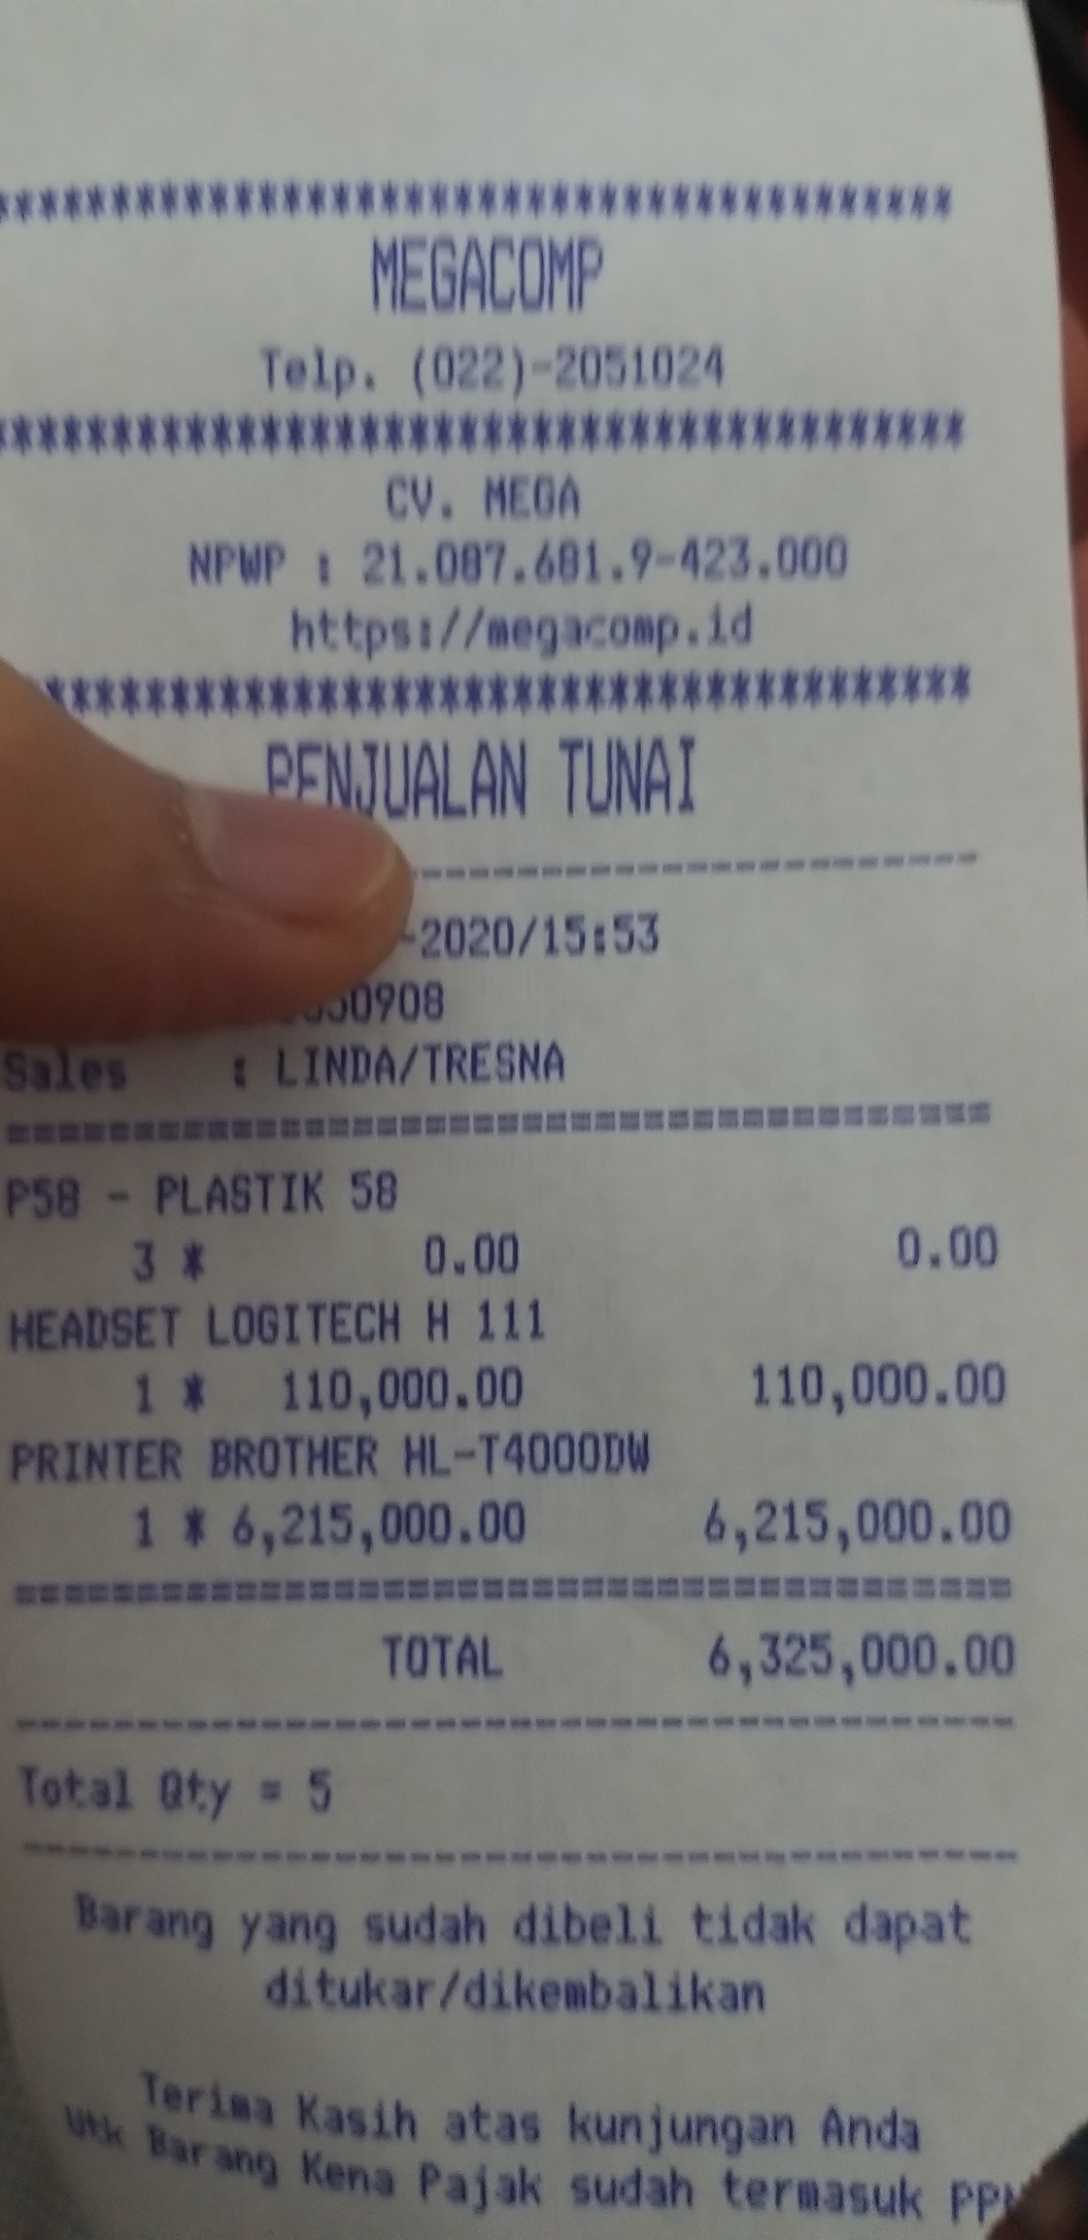 ****************************************
MEGACOMP
Telp. (022)-2051024
****************************************
CV. MEGA
NPWP : 21.087.681.9-423.000
https://megacomp.id
****************************************
PENJUALAN TUNAI
-----------------------
-2020/15:53
50908
Sales : LINDA/TRESNA
========================================
P58 - PLASTIK 58
3 * 0.00 0.00
HEADSET LOGITECH H 111
1 * 110,000.00 110,000.00
PRINTER BROTHER HL-T4000DW
1 * 6,215,000.00 6,215,000.00
========================================
TOTAL 6,325,000.00
----------------------------------------
Total Qty = 5
----------------------------------------
Barang yang sudah dibeli tidak dapat
ditukar/dikembalikan
Terima Kasih atas kunjungan Anda
Utk Barang Kena Pajak sudah termasuk PPN